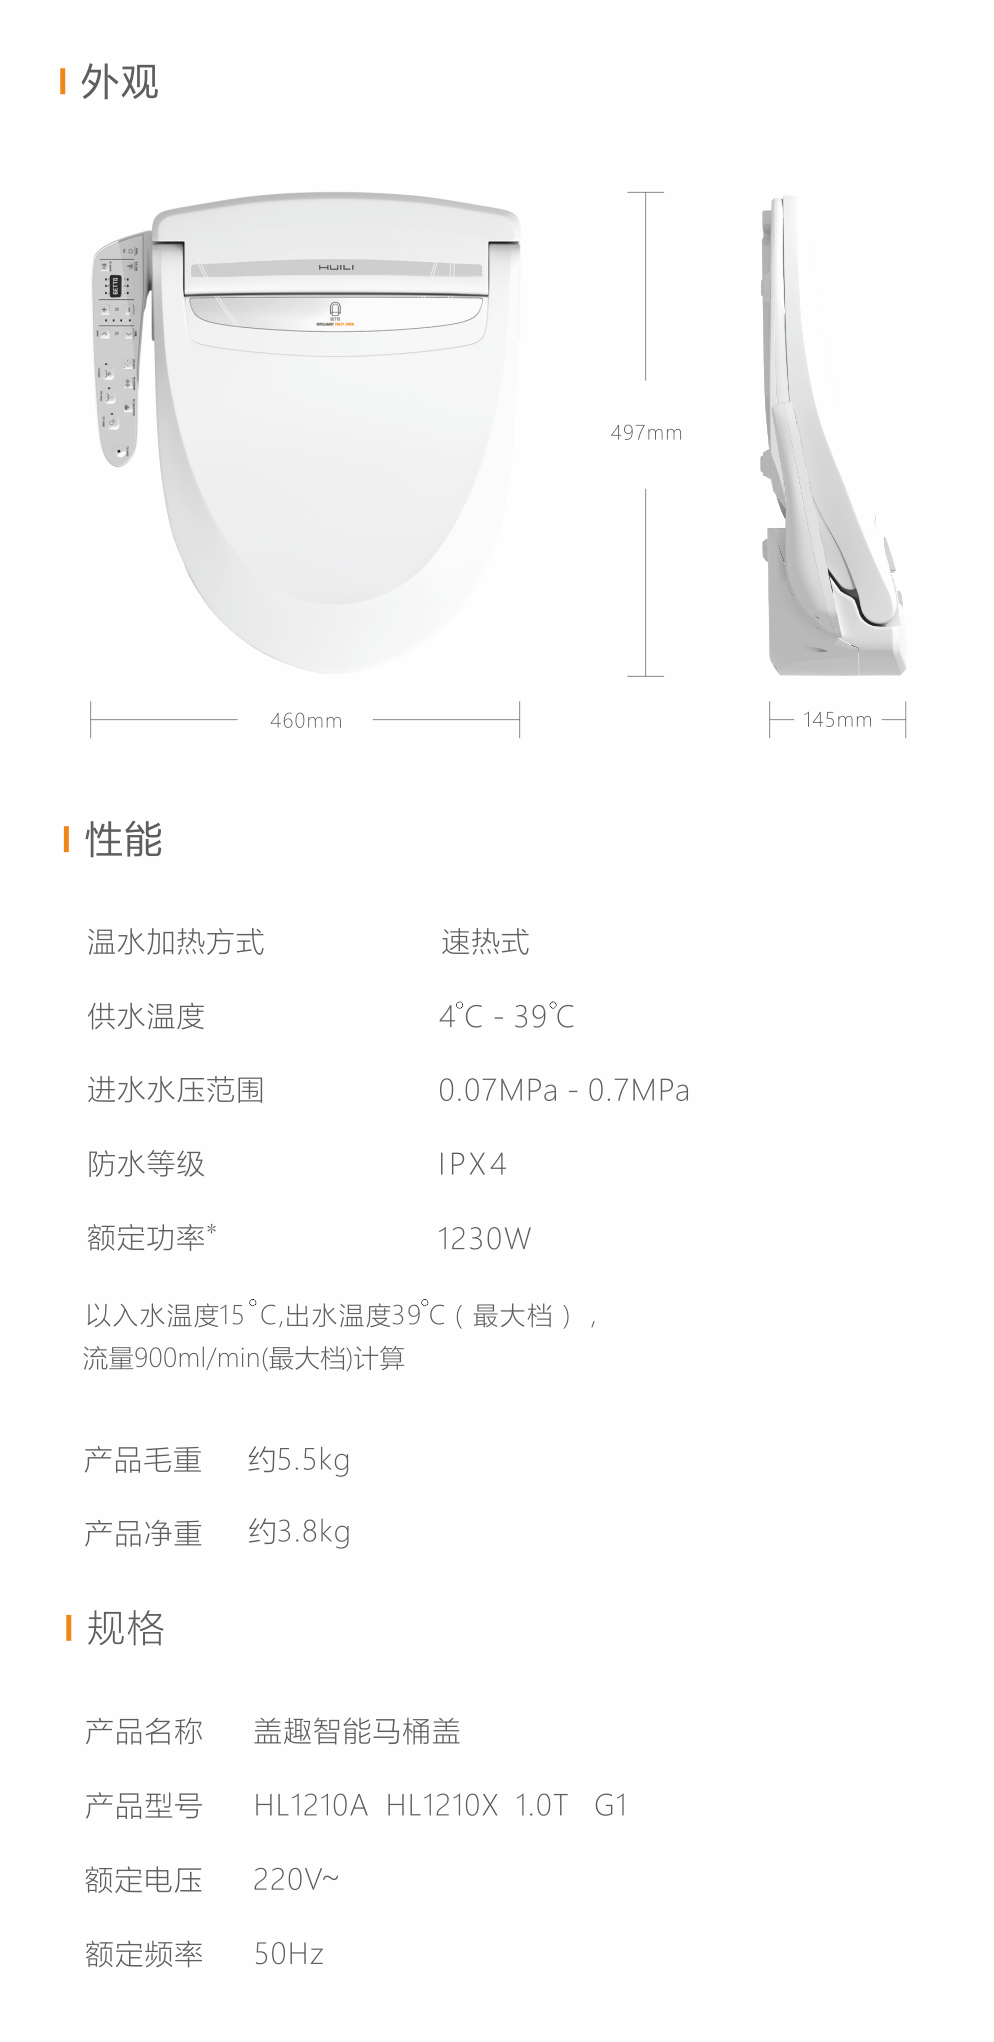 外观
HUILI
GETTO
GETTO
INTELLIGENT TOILET COVER
497mm
460mm
145mm
性能
温水加热方式 速热式
供水温度 4℃ - 39℃
进水水压范围 0.07MPa - 0.7MPa
防水等级 IPX4
额定功率* 1230W
以入水温度15°C,出水温度39℃（最大档），
流量900ml/min(最大档)计算
产品毛重 约5.5kg
产品净重 约3.8kg
规格
产品名称 盖趣智能马桶盖
产品型号 HL1210A HL1210X 1.0T G1
额定电压 220V~
额定频率 50Hz